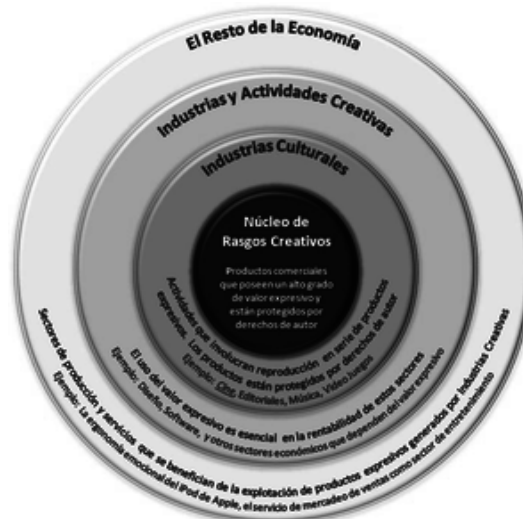 El Resto de la Economía
Industrias y Actividades Creativas
Industrias Culturales
Núcleo de
Rasgos Creativos
Productos comerciales
que poseen un alto grado
de valor expresivo y
están protegidos por
derechos de autor
Actividades que involucran reproducción en serie de productos
expresivos. Los productos están protegidos por derechos de autor
Ejemplo: Cine, Editoriales, Música, Video Juegos
El uso del valor expresivo es esencial en la rentabilidad de estos sectores
Ejemplo: Diseño, Software, y otros sectores económicos que dependen del valor expresivo
Sectores de producción y servicios que se benefician de la explotación de productos expresivos generados por Industrias Creativas
Ejemplo: La ergonomía emocional del iPod de Apple, el servicio de mercadeo de ventas como sector de entretenimiento